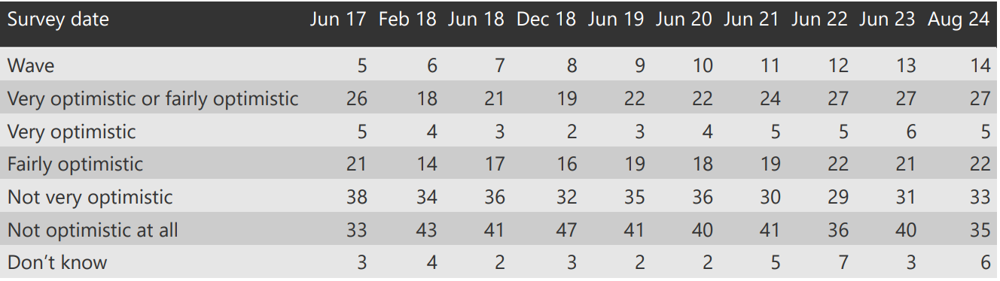 Survey date Jun 17 Feb 18 Jun 18 Dec 18 Jun 19 Jun 20 Jun 21 Jun 22 Jun 23 Aug 24
Wave 5 6 7 8 9 10 11 12 13 14
Very optimistic or fairly optimistic 26 18 21 19 22 22 24 27 27 27
Very optimistic 5 4 3 2 3 4 5 5 6 5
Fairly optimistic 21 14 17 16 19 18 19 22 21 22
Not very optimistic 38 34 36 32 35 36 30 29 31 33
Not optimistic at all 33 43 41 47 41 40 41 36 40 35
Don’t know 3 4 2 3 2 2 5 7 3 6